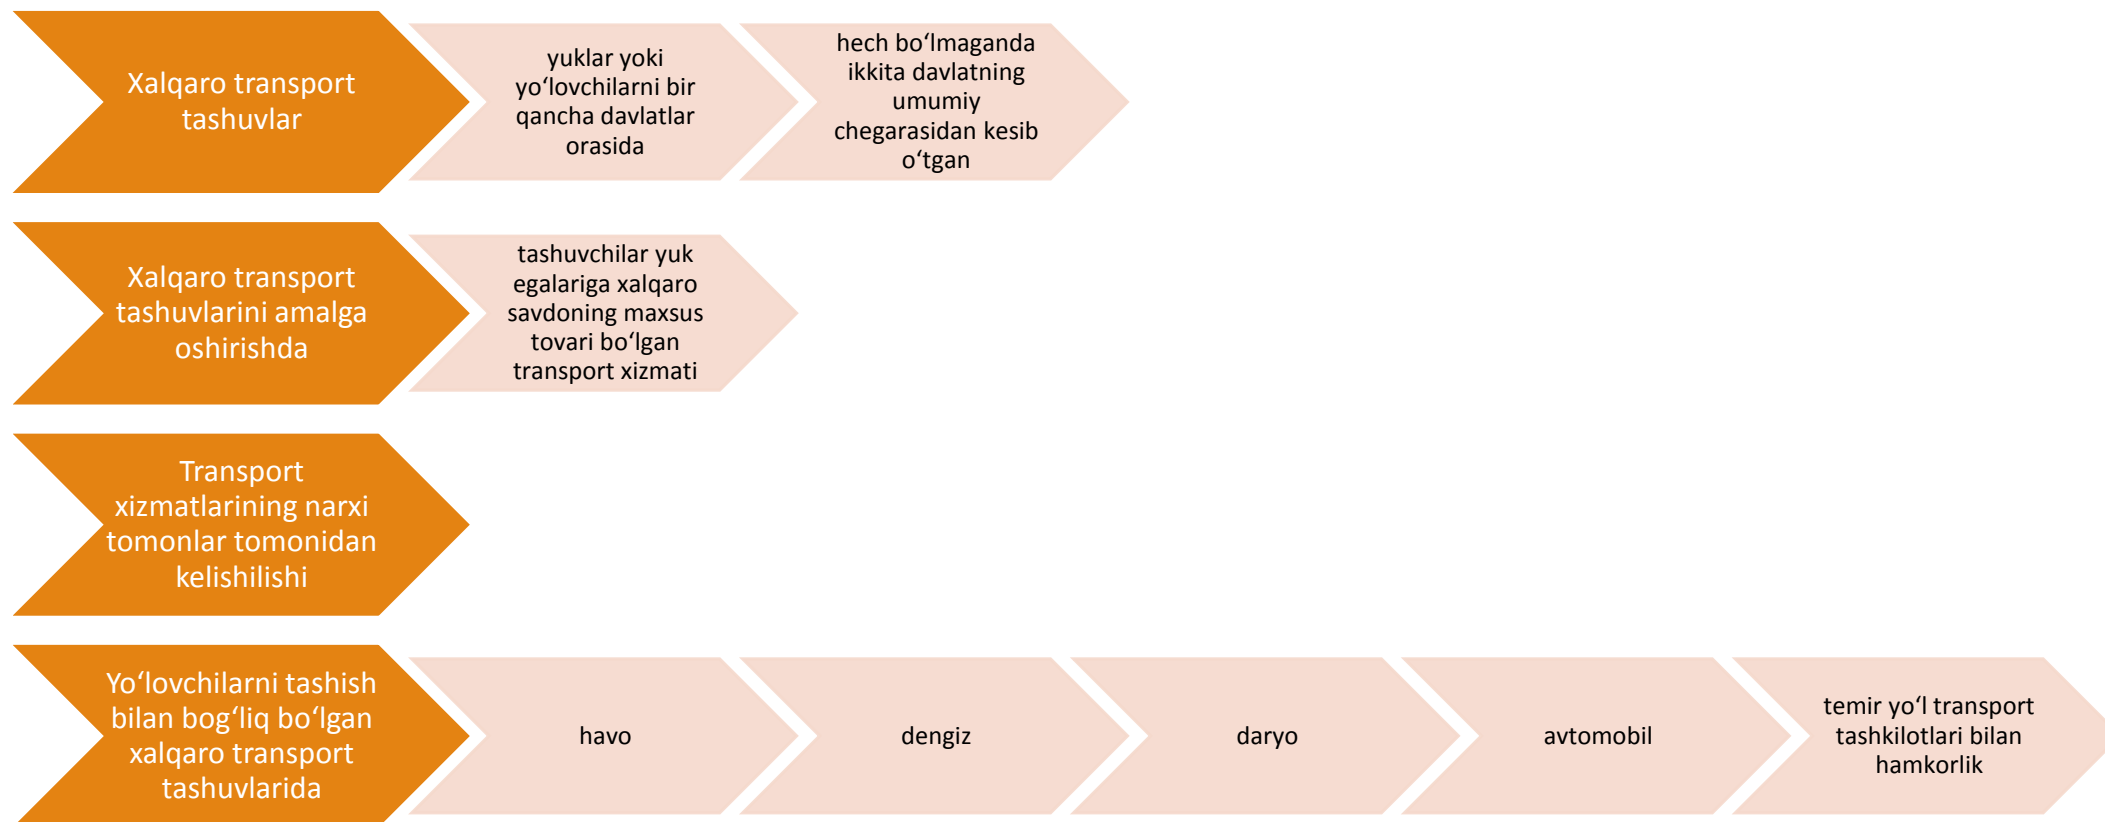 Xalqaro transport
tashuvlar
yuklar yoki
yo‘lovchilarni bir
qancha davlatlar
orasida
hech bo‘lmaganda
ikkita davlatning
umumiy
chegarasidan kesib
o‘tgan
Xalqaro transport
tashuvlarini amalga
oshirishda
tashuvchilar yuk
egalariga xalqaro
savdoning maxsus
tovari bo‘lgan
transport xizmati
Transport
xizmatlarining narxi
tomonlar tomonidan
kelishilishi
Yo‘lovchilarni tashish
bilan bog‘liq bo‘lgan
xalqaro transport
tashuvlarida
havo
dengiz
daryo
avtomobil
temir yo‘l transport
tashkilotlari bilan
hamkorlik